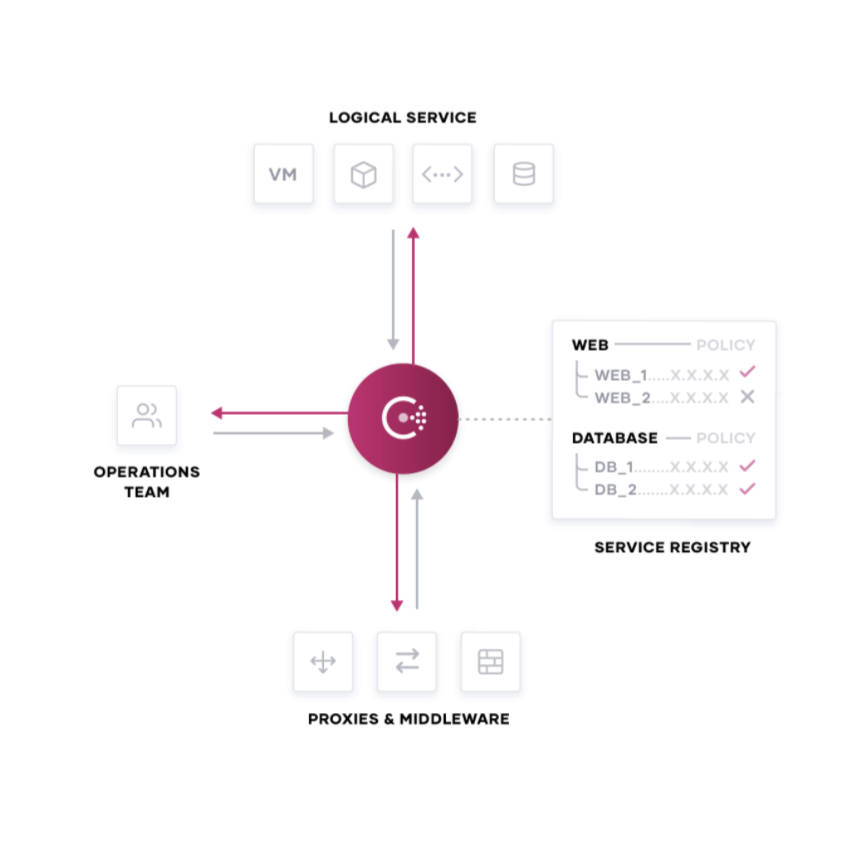 LOGICAL SERVICE
VM
WEB POLICY
WEB_1.....X.X.X.X
WEB_2....X.X.X.X
DATABASE POLICY
DB_1.......X.X.X.X
DB_2.......X.X.X.X
SERVICE REGISTRY
OPERATIONS
TEAM
PROXIES & MIDDLEWARE